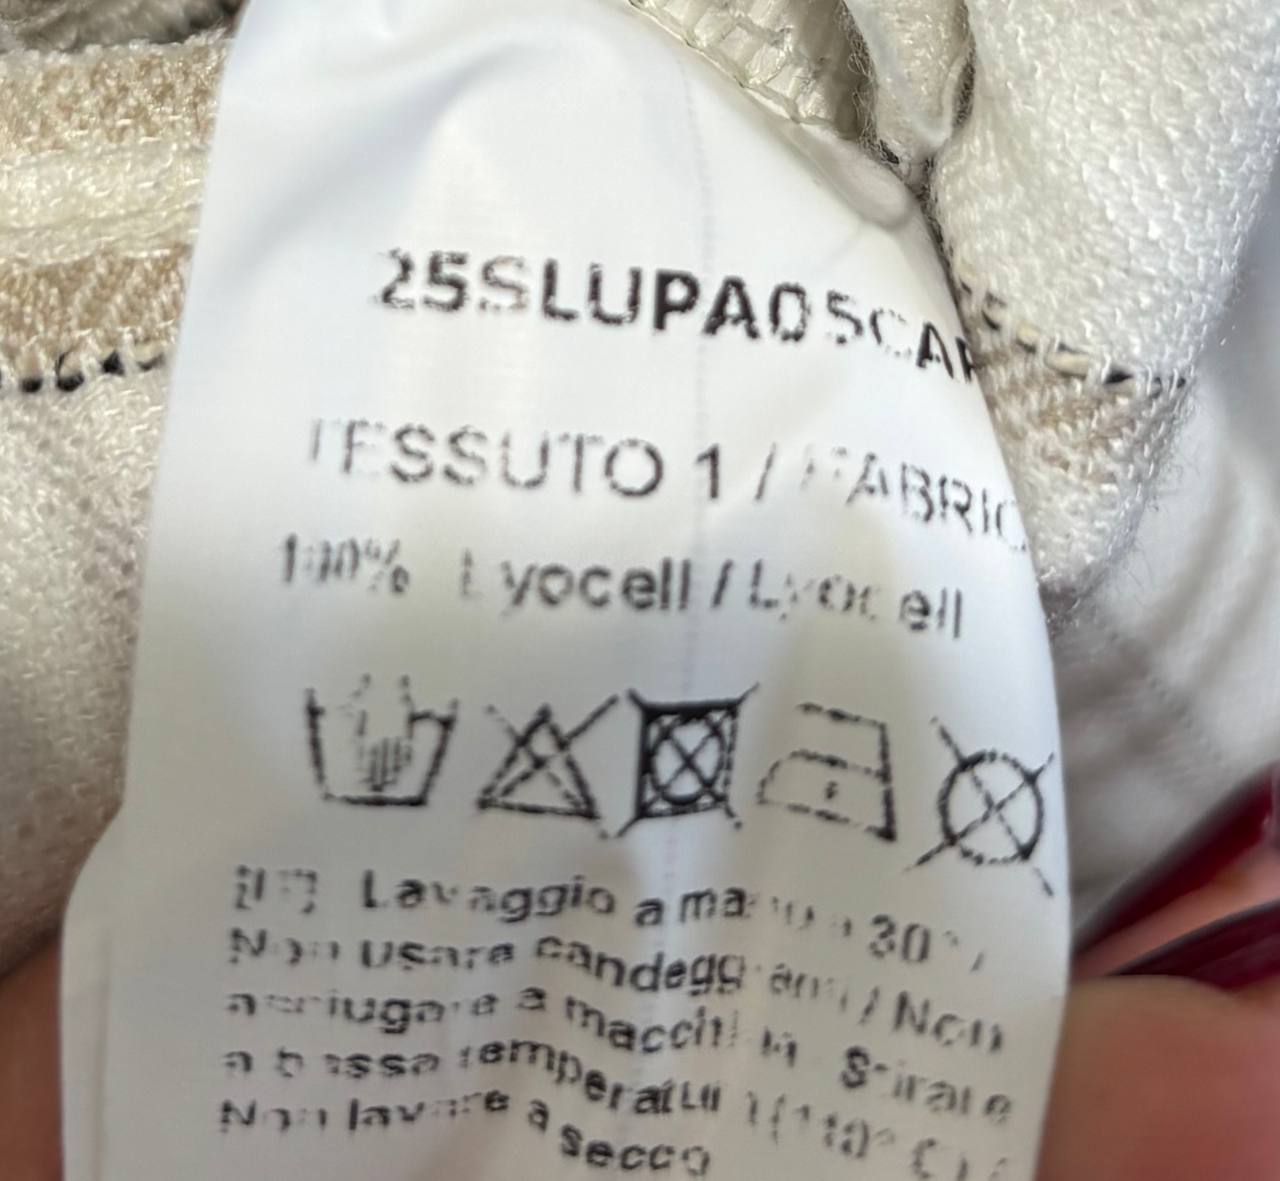 25SLUPA05CAP
TESSUTO 1 / FABRIC
100% Lyocell / Lyocell
[IT] Lavaggio a mano a 30° /
Non usare candeggianti / Non
asciugare a macchina / Stirare
a bassa temperatura (110° C) /
Non lavare a secco